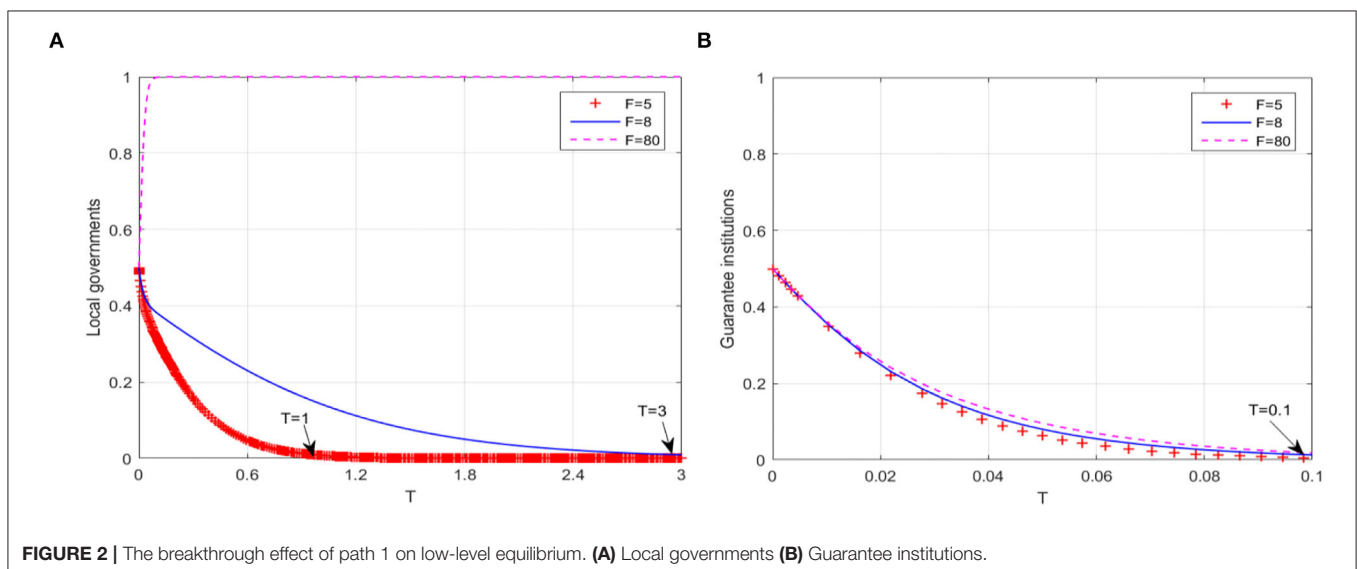 A
1
0.8
0.6
0.4
0.2
0
Local governments
F=5
F=8
F=80
T=1
T=3
0
0.6
1.2
1.8
2.4
3
T
B
1
0.8
0.6
0.4
0.2
0
Guarantee institutions
F=5
F=8
F=80
T=0.1
0
0.02
0.04
0.06
0.08
0.1
T
FIGURE 2 | The breakthrough effect of path 1 on low-level equilibrium. (A) Local governments (B) Guarantee institutions.